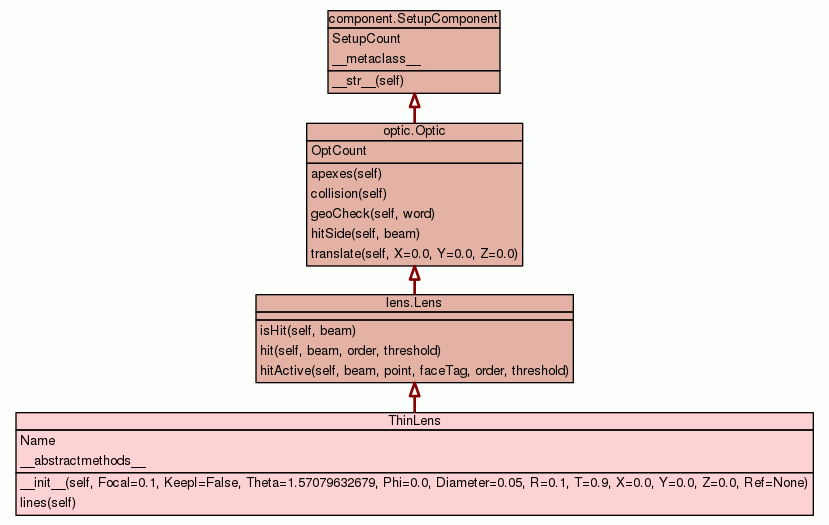 component.SetupComponent
SetupCount
__metaclass__
__str__(self)
optic.Optic
OptCount
apexes(self)
collision(self)
geoCheck(self, word)
hitSide(self, beam)
translate(self, X=0.0, Y=0.0, Z=0.0)
lens.Lens
isHit(self, beam)
hit(self, beam, order, threshold)
hitActive(self, beam, point, faceTag, order, threshold)
ThinLens
Name
__abstractmethods__
__init__(self, Focal=0.1, KeepI=False, Theta=1.57079632679, Phi=0.0, Diameter=0.05, R=0.1, T=0.9, X=0.0, Y=0.0, Z=0.0, Ref=None)
lines(self)